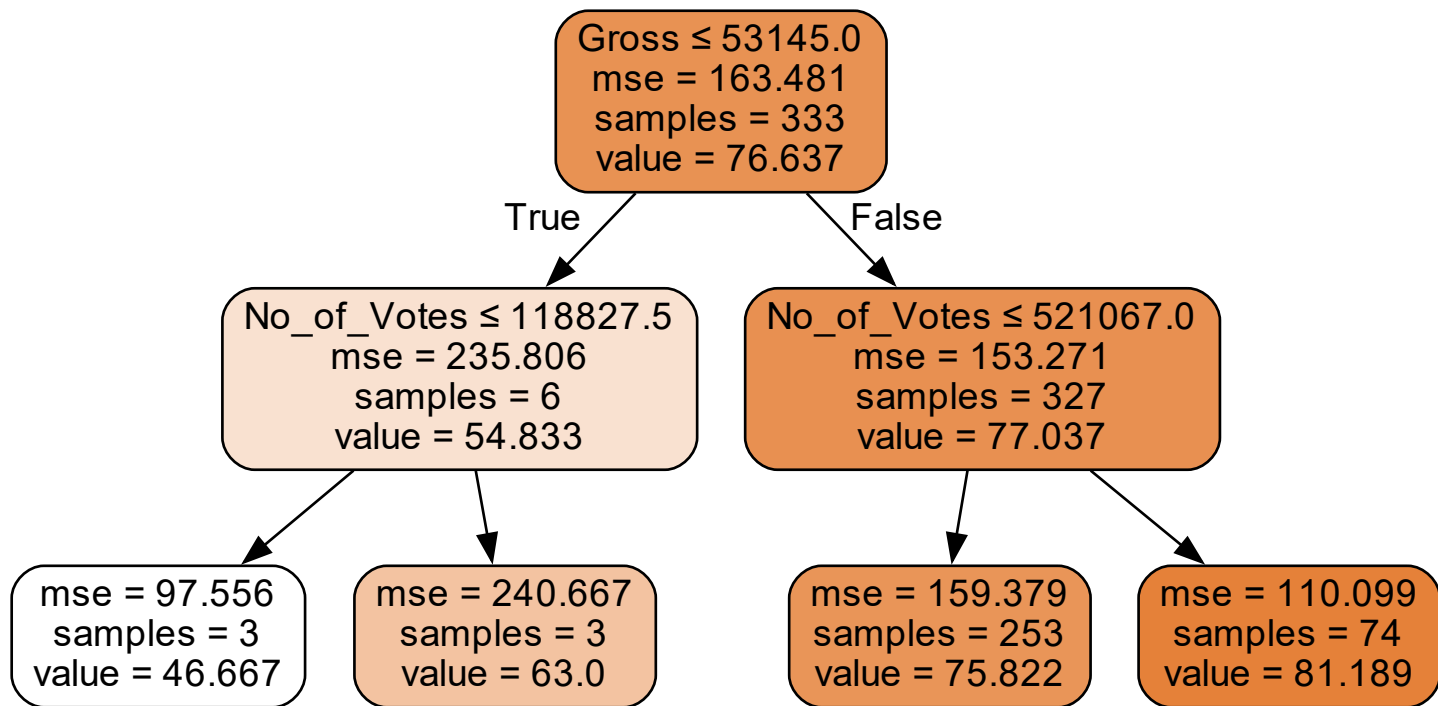 Gross ≤ 53145.0
mse = 163.481
samples = 333
value = 76.637
True
False
No_of_Votes ≤ 118827.5
mse = 235.806
samples = 6
value = 54.833
No_of_Votes ≤ 521067.0
mse = 153.271
samples = 327
value = 77.037
mse = 97.556
samples = 3
value = 46.667
mse = 240.667
samples = 3
value = 63.0
mse = 159.379
samples = 253
value = 75.822
mse = 110.099
samples = 74
value = 81.189